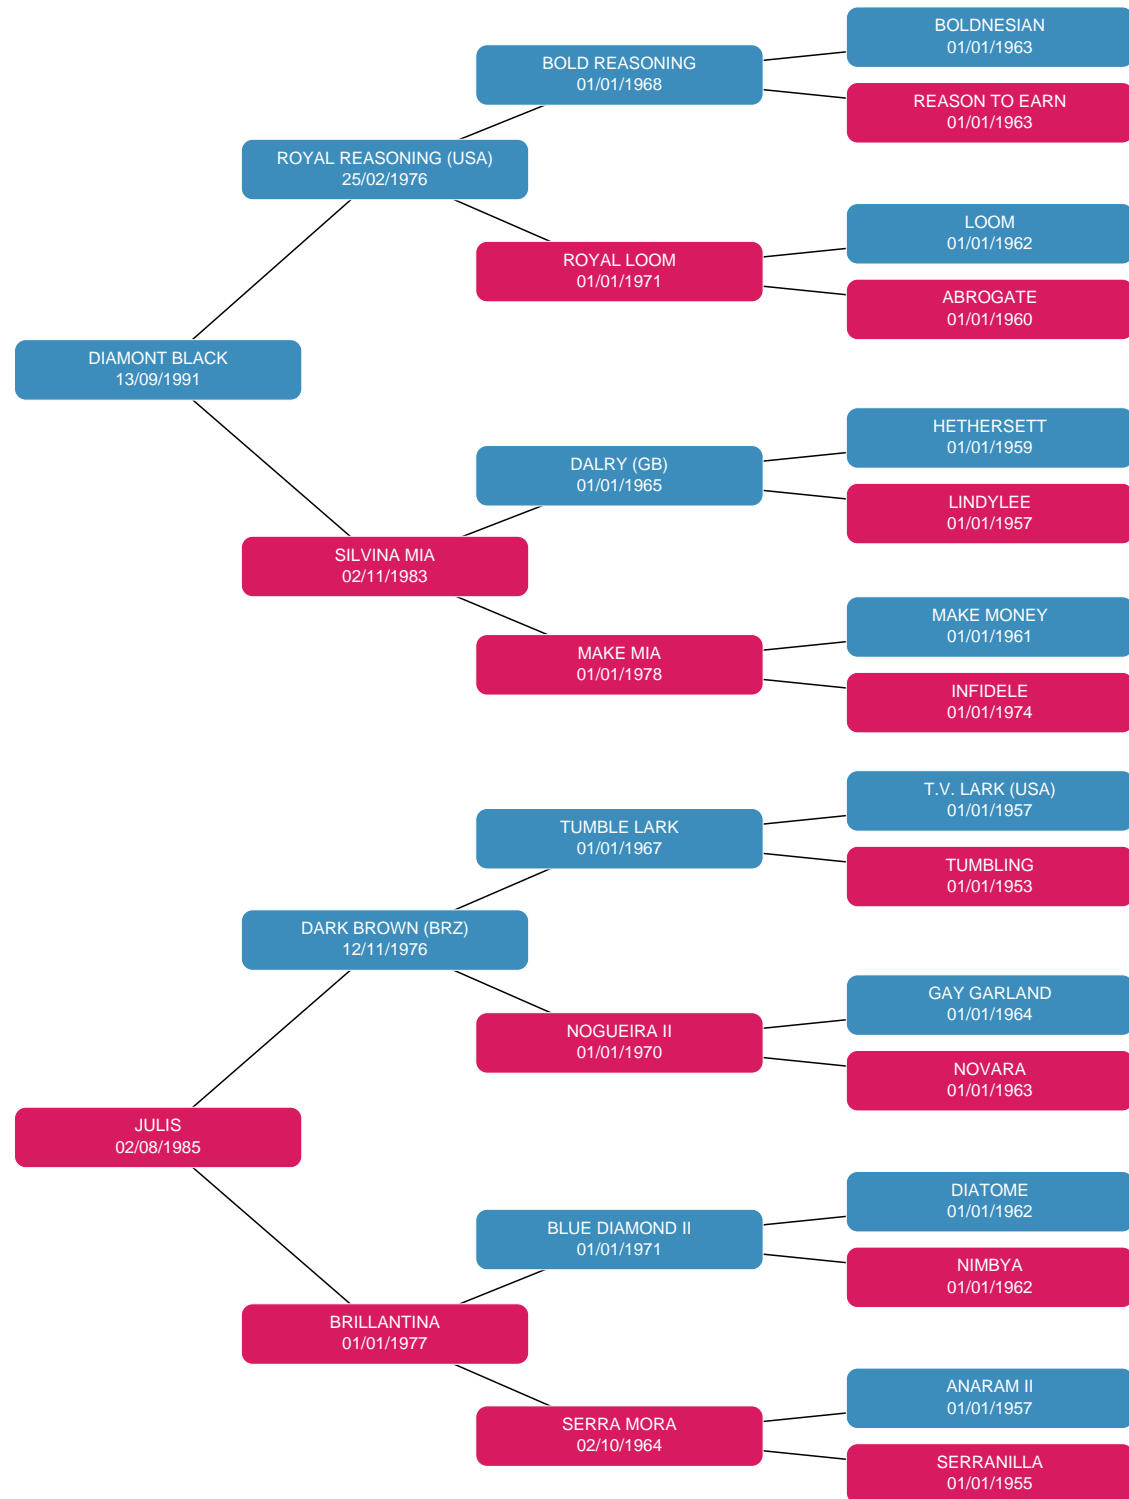 BOLDNESIAN
01/01/1963
BOLD REASONING
01/01/1968
REASON TO EARN
01/01/1963
ROYAL REASONING (USA)
25/02/1976
LOOM
01/01/1962
ROYAL LOOM
01/01/1971
ABROGATE
01/01/1960
DIAMONT BLACK
13/09/1991
HETHERSETT
01/01/1959
DALRY (GB)
01/01/1965
LINDYLEE
01/01/1957
SILVINA MIA
02/11/1983
MAKE MONEY
01/01/1961
MAKE MIA
01/01/1978
INFIDELE
01/01/1974
T.V. LARK (USA)
01/01/1957
TUMBLE LARK
01/01/1967
TUMBLING
01/01/1953
DARK BROWN (BRZ)
12/11/1976
GAY GARLAND
01/01/1964
NOGUEIRA II
01/01/1970
NOVARA
01/01/1963
JULIS
02/08/1985
DIATOME
01/01/1962
BLUE DIAMOND II
01/01/1971
NIMBYA
01/01/1962
BRILLANTINA
01/01/1977
ANARAM II
01/01/1957
SERRA MORA
02/10/1964
SERRANILLA
01/01/1955